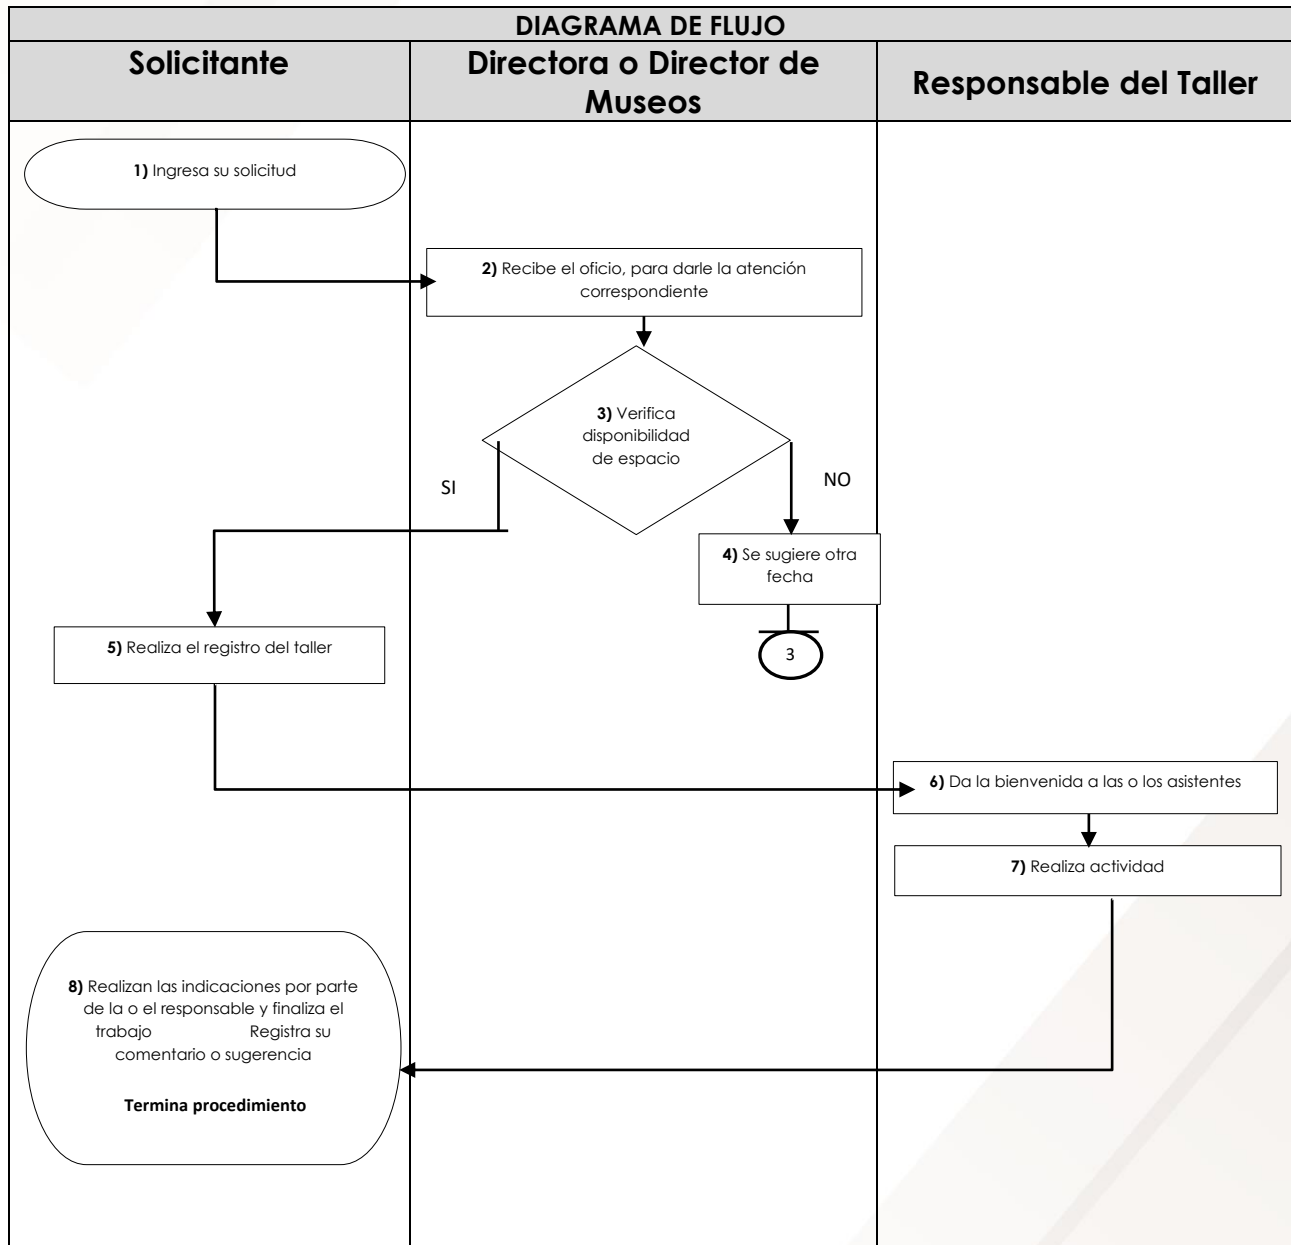 DIAGRAMA DE FLUJO
Solicitante
Directora o Director de
Museos
Responsable del Taller
1) Ingresa su solicitud
2) Recibe el oficio, para darle la atención
correspondiente
3) Verifica
disponibilidad
de espacio
SI
NO
4) Se sugiere otra
fecha
3
5) Realiza el registro del taller
6) Da la bienvenida a las o los asistentes
7) Realiza actividad
8) Realizan las indicaciones por parte
de la o el responsable y finaliza el
trabajo Registra su
comentario o sugerencia
Termina procedimiento